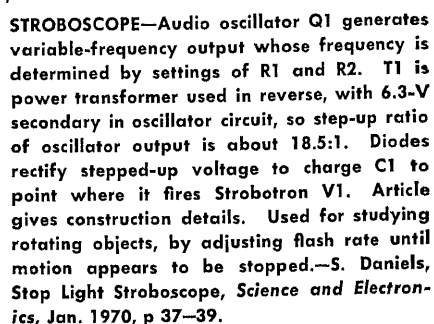 STROBOSCOPE—Audio oscillator Q1 generates
variable-frequency output whose frequency is
determined by settings of R1 and R2. T1 is
power transformer used in reverse, with 6.3-V
secondary in oscillator circuit, so step-up ratio
of oscillator output is about 18.5:1. Diodes
rectify stepped-up voltage to charge C1 to
point where it fires Strobotron V1. Article
gives construction details. Used for studying
rotating objects, by adjusting flash rate until
motion appears to be stopped.—S. Daniels,
Stop Light Stroboscope, Science and Electron-
ics, Jan. 1970, p 37—39.